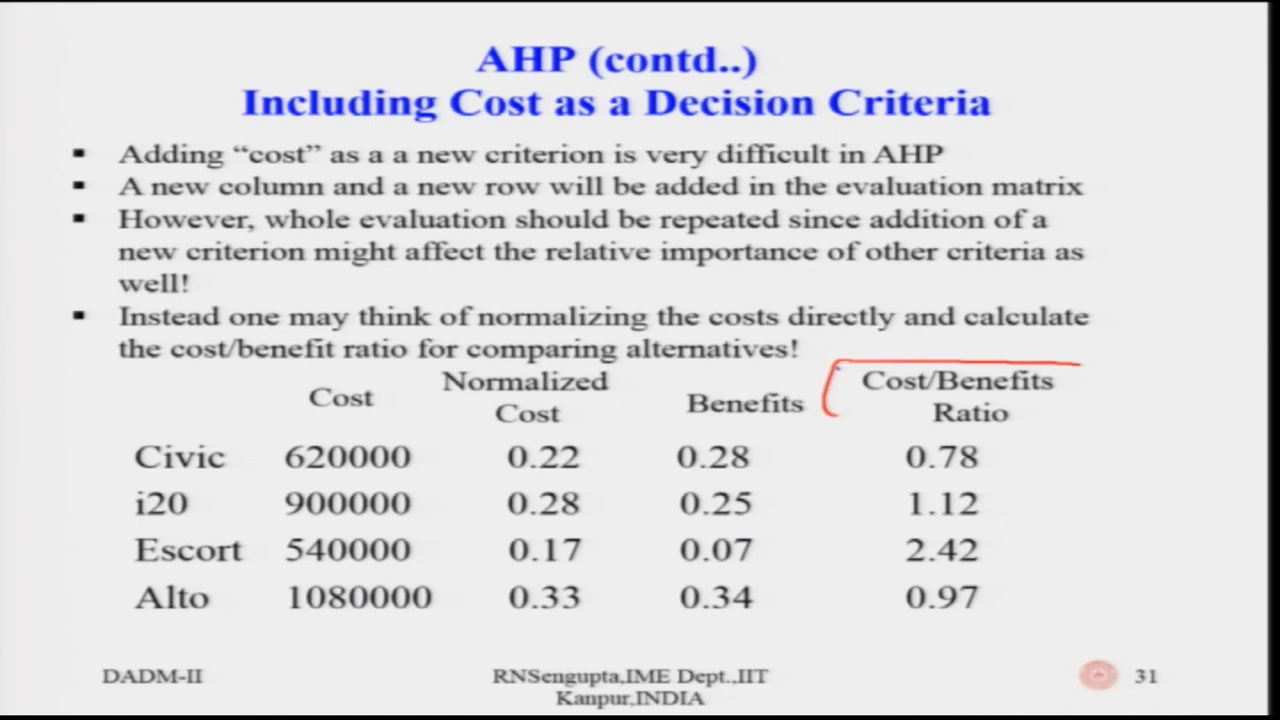 AHP (contd..)
Including Cost as a Decision Criteria
▪ Adding “cost” as a a new criterion is very difficult in AHP
▪ A new column and a new row will be added in the evaluation matrix
▪ However, whole evaluation should be repeated since addition of a
new criterion might affect the relative importance of other criteria as
well!
▪ Instead one may think of normalizing the costs directly and calculate
the cost/benefit ratio for comparing alternatives!
Cost Normalized Cost Benefits Cost/Benefits Ratio
Civic 620000 0.22 0.28 0.78
i20 900000 0.28 0.25 1.12
Escort 540000 0.17 0.07 2.42
Alto 1080000 0.33 0.34 0.97
DADM-II
RNSengupta,IME Dept.,IIT
Kanpur,INDIA
31